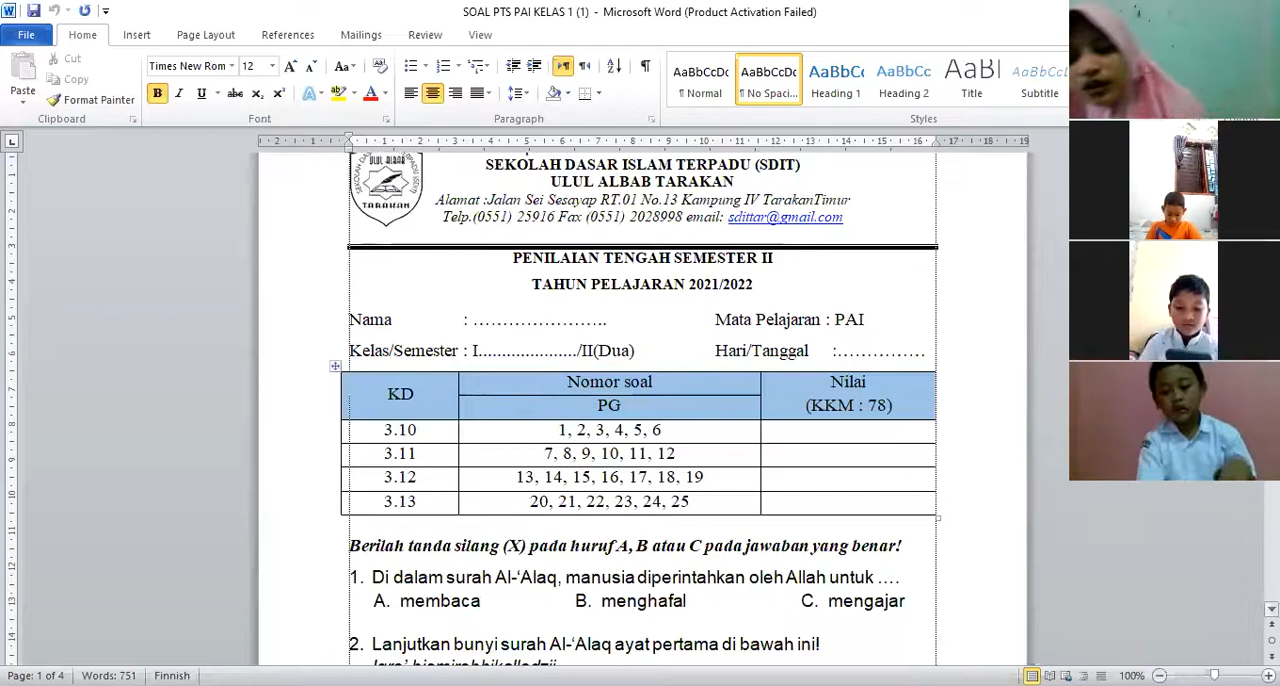 SOAL PTS PAI KELAS 1 (1) - Microsoft Word (Product Activation Failed)
File Home Insert Page Layout References Mailings Review View
Paste
Cut
Copy
Format Painter
Clipboard
Times New Rom 12
Font
Paragraph
AaBbCcDc AaBbCcDc AaBbCc AaBbCc AaBl AaBbCcL
¶ Normal ¶ No Spaci... Heading 1 Heading 2 Title Subtitle
Styles
ULUL ALBAB
TARAKAN
SEKOLAH DASAR ISLAM TERPADU (SDIT)
ULUL ALBAB TARAKAN
Alamat :Jalan Sei Sesayap RT.01 No.13 Kampung IV TarakanTimur
Telp.(0551) 25916 Fax (0551) 2028998 email: sdittar@gmail.com
PENILAIAN TENGAH SEMESTER II
TAHUN PELAJARAN 2021/2022
Nama : ………………….. Mata Pelajaran : PAI
Kelas/Semester : I...................../II(Dua) Hari/Tanggal :……………
KD Nomor soal Nilai
PG (KKM : 78)
3.10 1, 2, 3, 4, 5, 6
3.11 7, 8, 9, 10, 11, 12
3.12 13, 14, 15, 16, 17, 18, 19
3.13 20, 21, 22, 23, 24, 25
Berilah tanda silang (X) pada huruf A, B atau C pada jawaban yang benar!
1. Di dalam surah Al-‘Alaq, manusia diperintahkan oleh Allah untuk ….
A. membaca B. menghafal C. mengajar
2. Lanjutkan bunyi surah Al-‘Alaq ayat pertama di bawah ini!
Page: 1 of 4 Words: 751 Finnish 100%